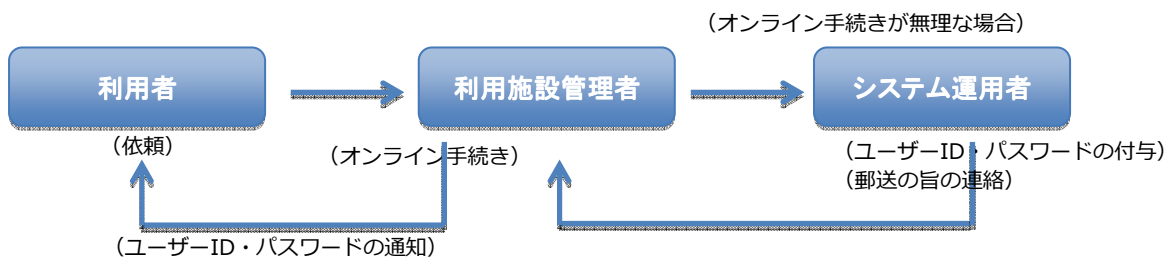 （オンライン手続きが無理な場合）
利用者
利用施設管理者
システム運用者
（依頼）
（オンライン手続き）
（ユーザーID・パスワードの付与）
（郵送の旨の連絡）
（ユーザーID・パスワードの通知）